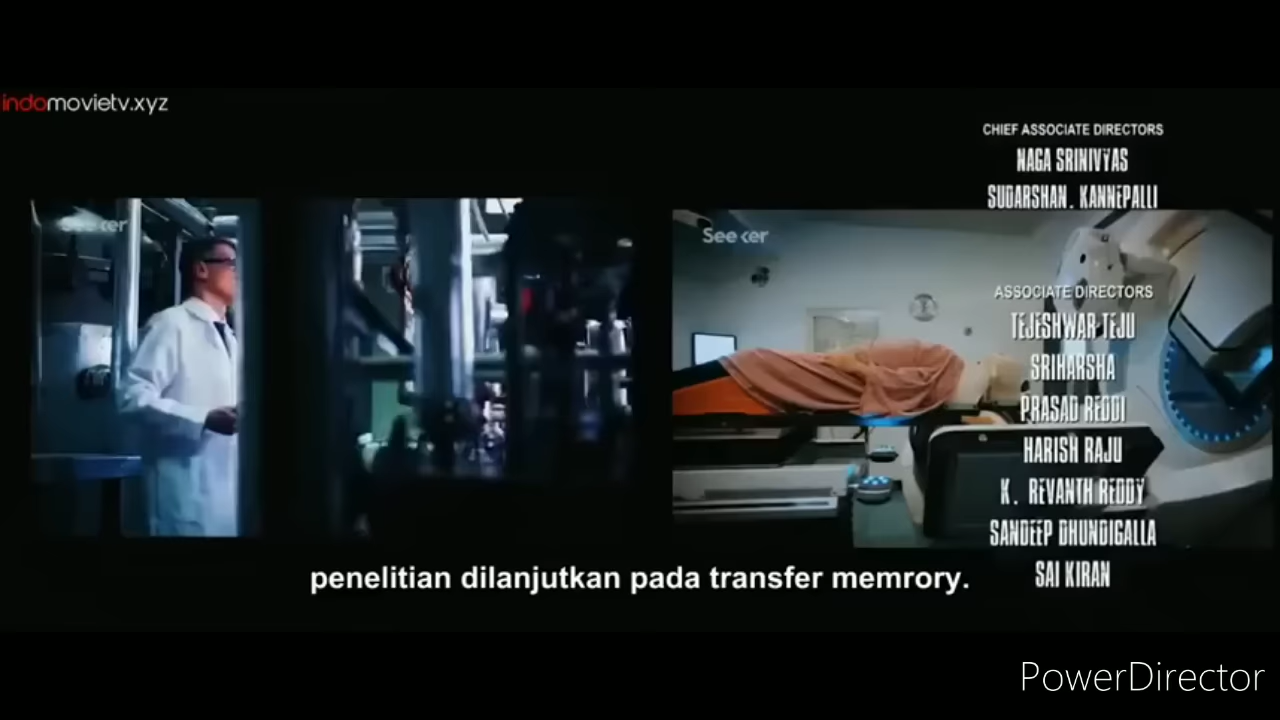 indomovietv.xyz
CHIEF ASSOCIATE DIRECTORS
NAGA SRINIVYAS
SUDARSHAN. KANNEPALLI
Seeker
Seeker
ASSOCIATE DIRECTORS
TEJESHWAR TEJU
SRIHARSHA
PRASAD REDDI
HARISH RAJU
K. REVANTH REDDY
SANDEEP DHUNDIGALLA
SAI KIRAN
penelitian dilanjutkan pada transfer memrory.
PowerDirector